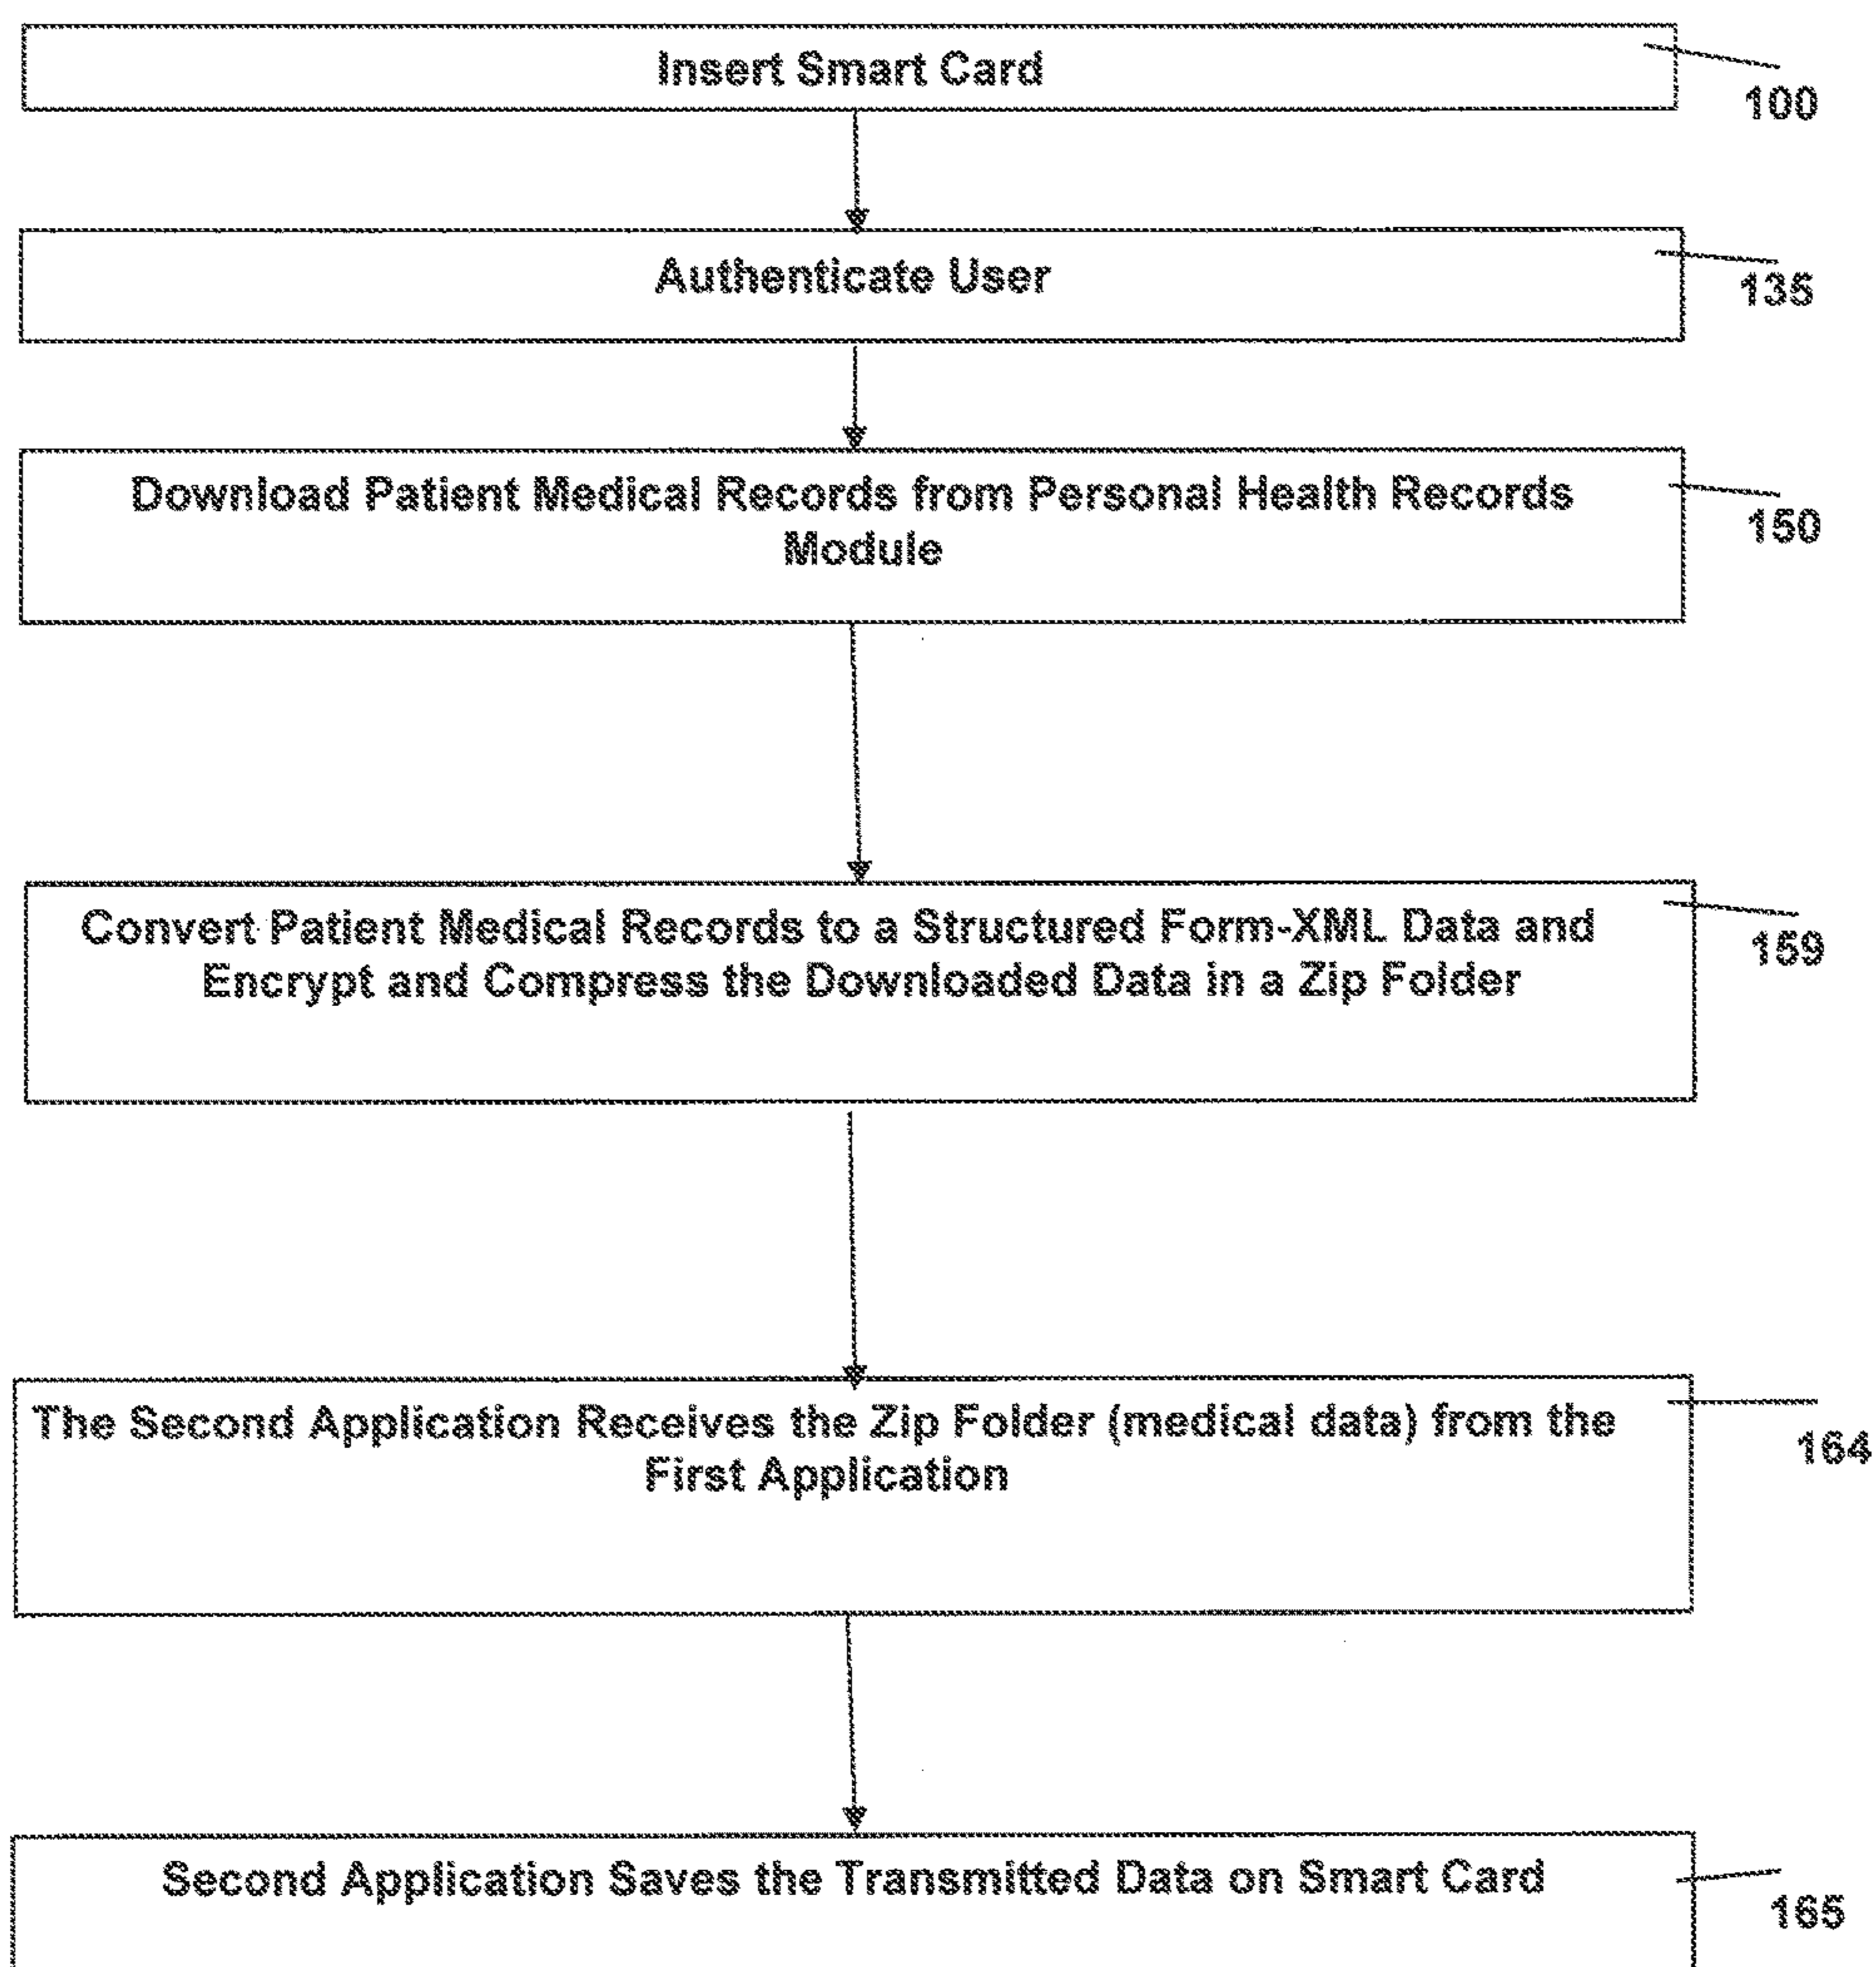 Insert Smart Card
100
Authenticate User
135
Download Patient Medical Records from Personal Health Records
Module
150
Convert Patient Medical Records to a Structured Form-XML Data and
Encrypt and Compress the Downloaded Data in a Zip Folder
159
The Second Application Receives the Zip Folder (medical data) from the
First Application
164
Second Application Saves the Transmitted Data on Smart Card
165